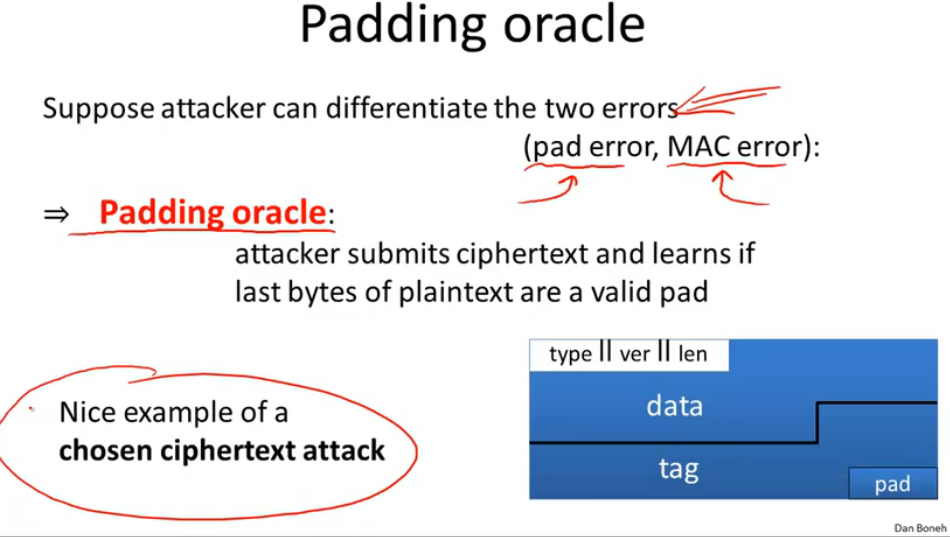 Padding oracle
Suppose attacker can differentiate the two errors
(pad error, MAC error):
⇒ Padding oracle:
attacker submits ciphertext and learns if
last bytes of plaintext are a valid pad
type || ver || len
data
tag
pad
Nice example of a
chosen ciphertext attack
Dan Boneh